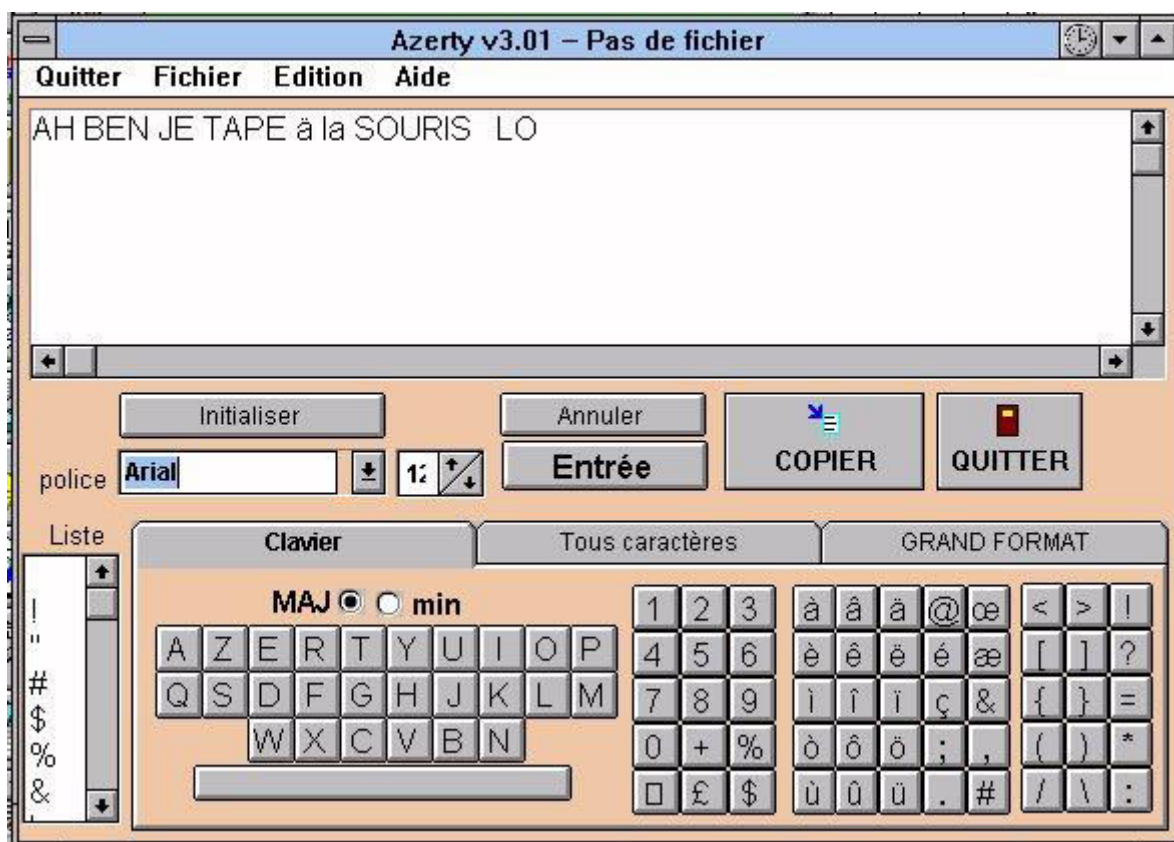 Azerty v3.01 – Pas de fichier
Quitter Fichier Edition Aide
AH BEN JE TAPE ä la SOURIS LO
Initialiser Annuler COPIER QUITTER
police Arial 12 Entrée
Liste Clavier Tous caractères GRAND FORMAT
MAJ min
! " # $ % &
A Z E R T Y U I O P
Q S D F G H J K L M
W X C V B N
1 2 3
4 5 6
7 8 9
0 + %
£ $
à â ä @ œ
è ê ë é æ
ì î ï ç &
ò ô ö ; ,
ù û ü . #
< > !
[ ] ?
{ } =
( ) *
/ \ :